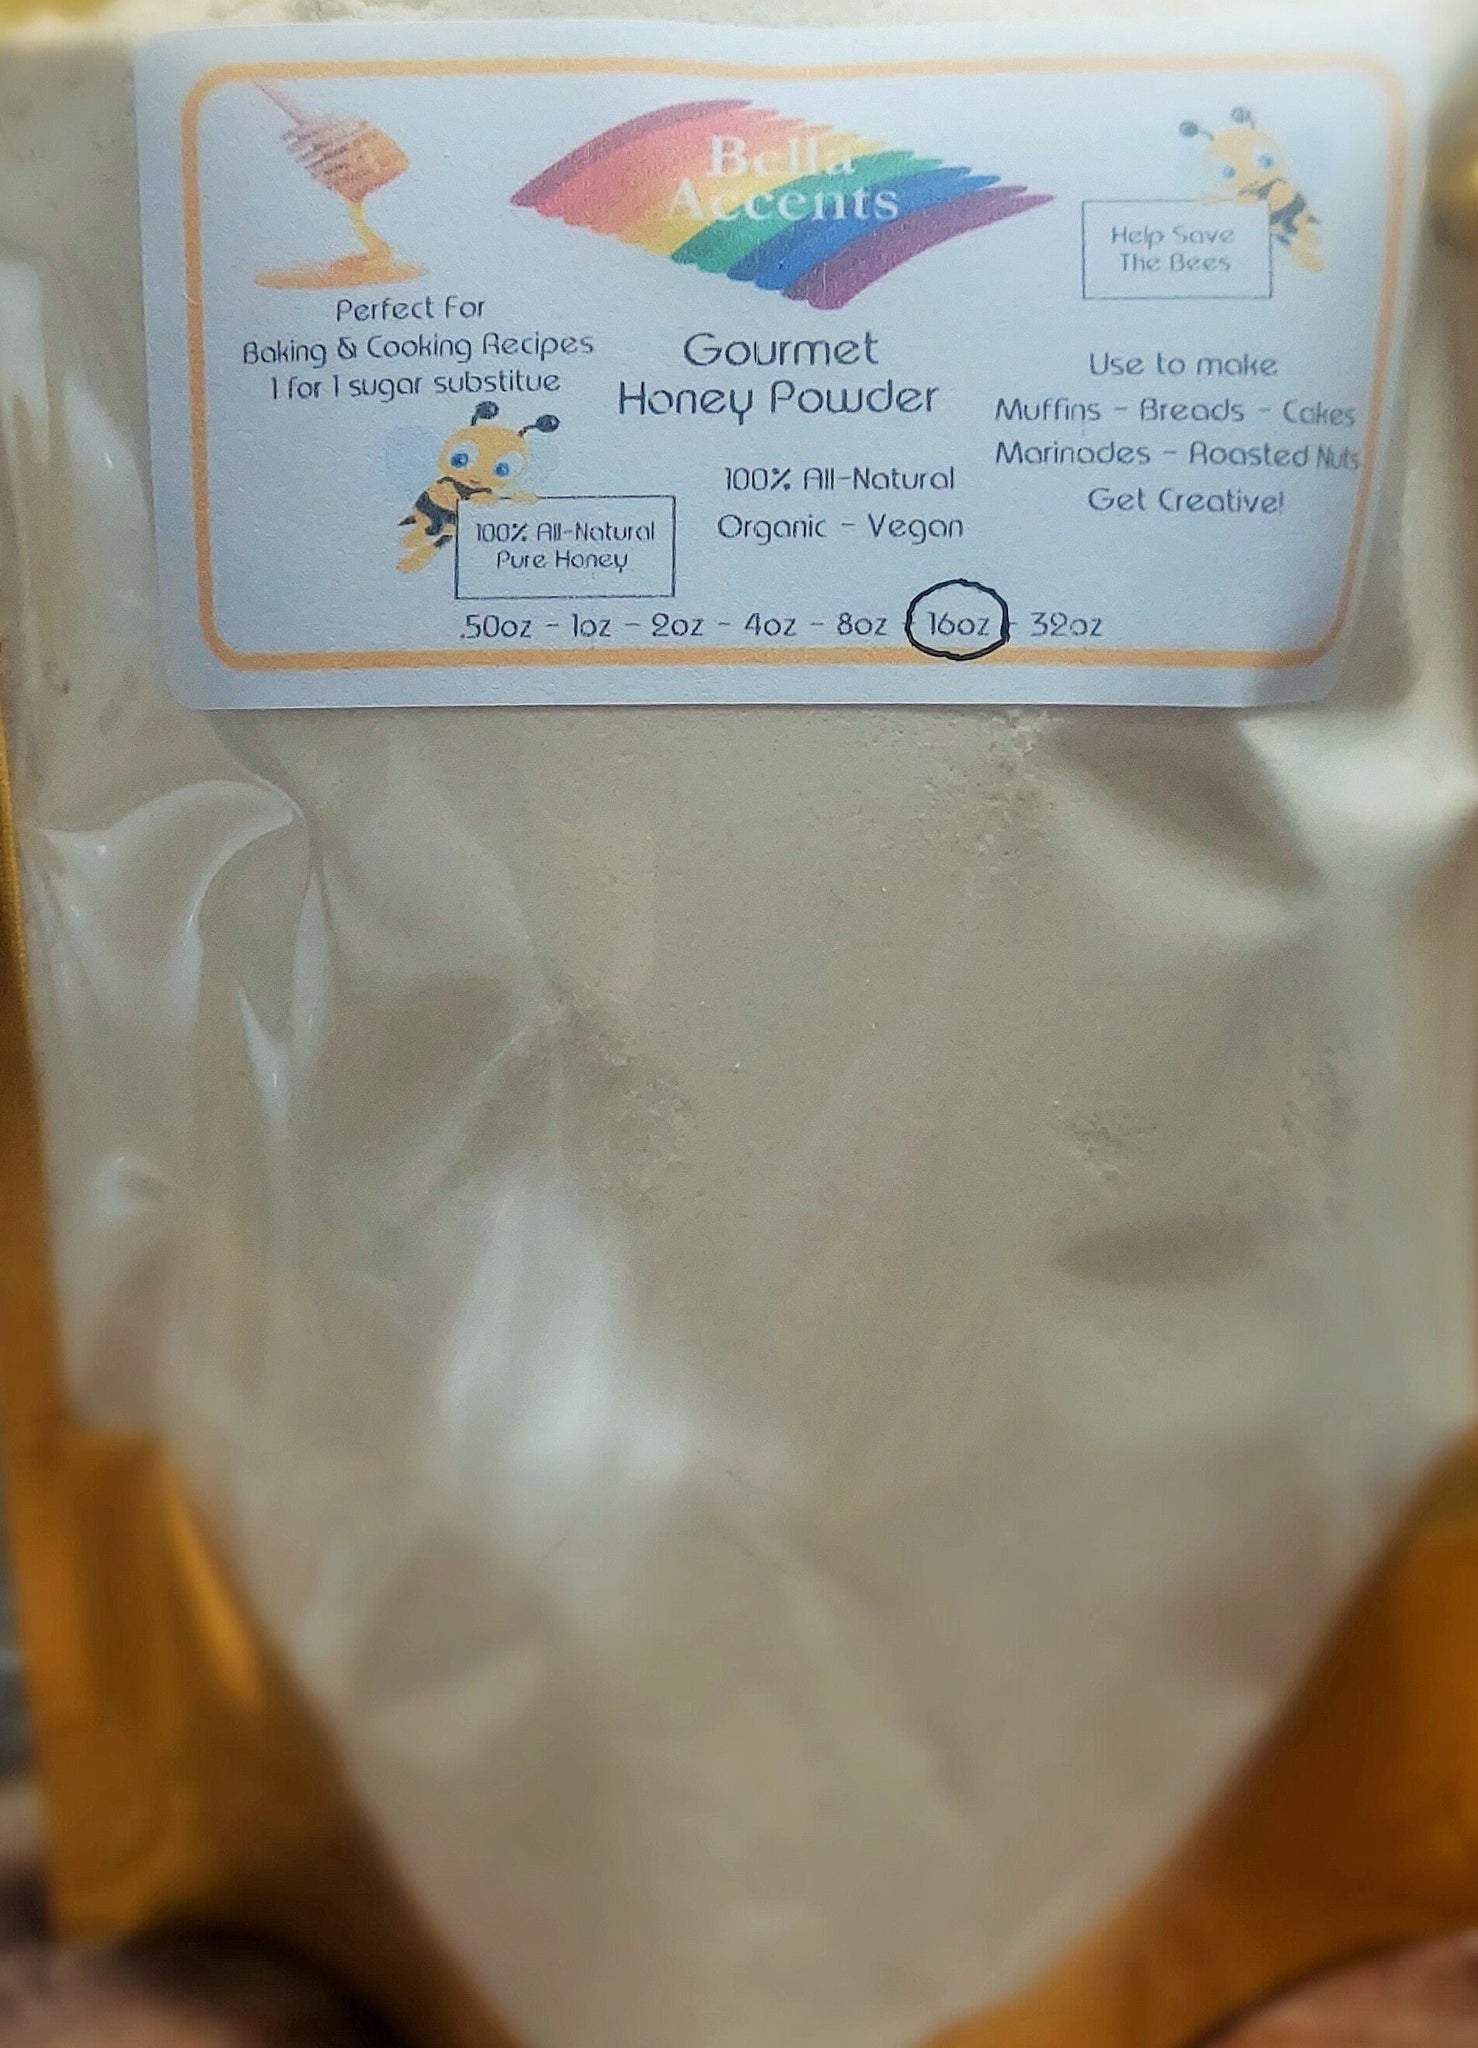 Bella
Accents
Help Save
The Bees
Perfect For
Baking & Cooking Recipes
1 for 1 sugar substitue
Gourmet
Honey Powder
Use to make
Muffins - Breads - Cakes
Marinades - Roasted Nuts
Get Creative!
100% All-Natural
Organic - Vegan
100% All-Natural
Pure Honey
.50oz - 1oz - 2oz - 4oz - 8oz - 16oz - 32oz